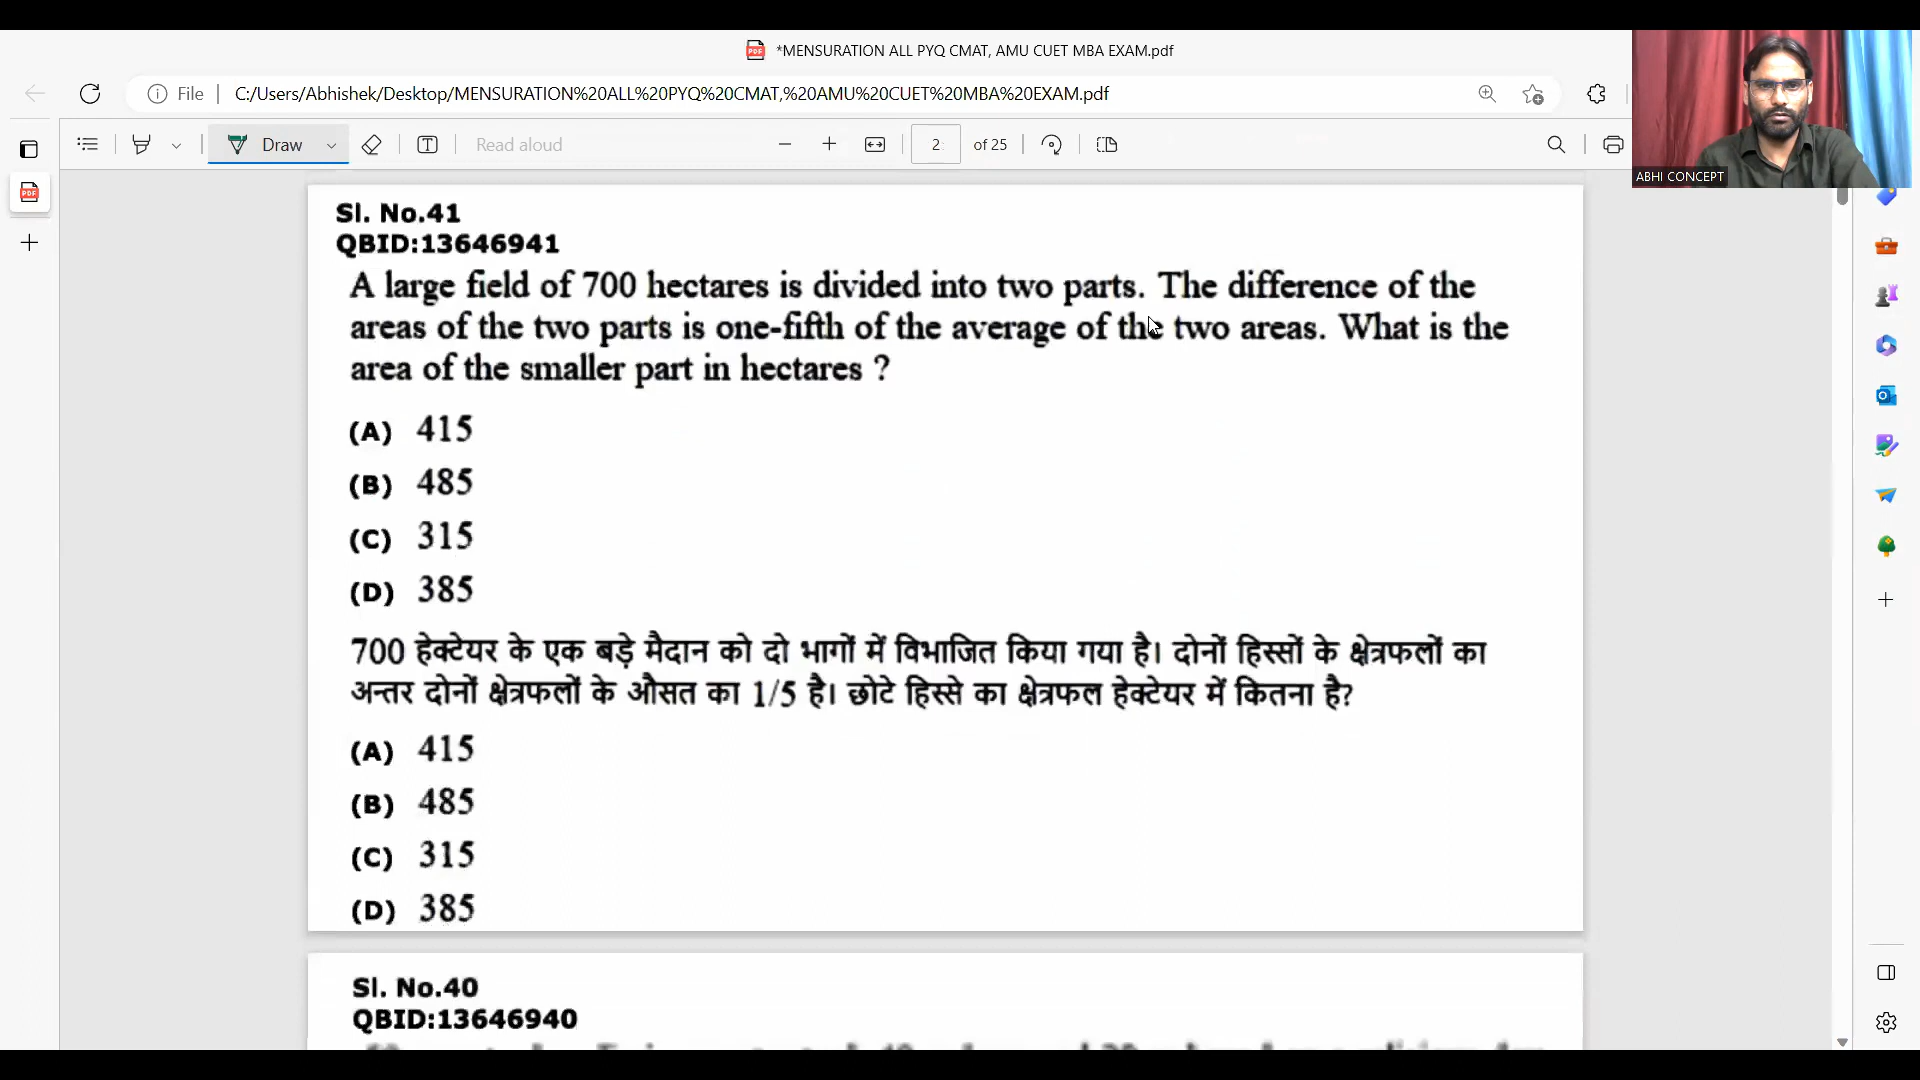 *MENSURATION ALL PYQ CMAT, AMU CUET MBA EXAM.pdf
File C:/Users/Abhishek/Desktop/MENSURATION%20ALL%20PYQ%20CMAT,%20AMU%20CUET%20MBA%20EXAM.pdf
Draw Read aloud 2 of 25
ABHI CONCEPT
Sl. No.41
QBID:13646941
A large field of 700 hectares is divided into two parts. The difference of the
areas of the two parts is one-fifth of the average of the two areas. What is the
area of the smaller part in hectares ?
(A) 415
(B) 485
(C) 315
(D) 385
700 हेक्टेयर के एक बड़े मैदान को दो भागों में विभाजित किया गया है। दोनों हिस्सों के क्षेत्रफलों का
अन्तर दोनों क्षेत्रफलों के औसत का 1/5 है। छोटे हिस्से का क्षेत्रफल हेक्टेयर में कितना है?
(A) 415
(B) 485
(C) 315
(D) 385
Sl. No.40
QBID:13646940